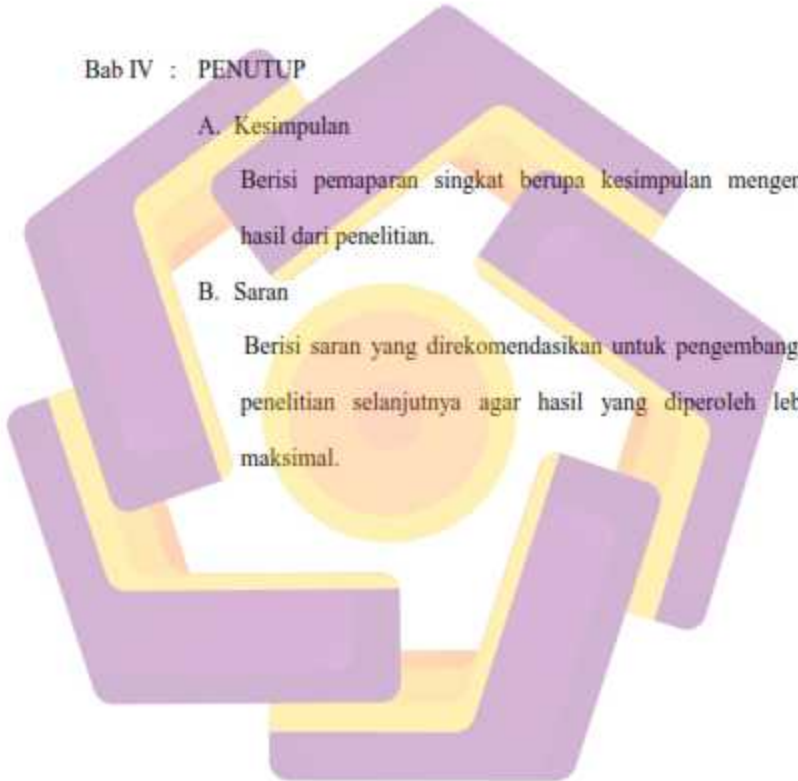 Bab IV : PENUTUP
A. Kesimpulan
Berisi pemaparan singkat berupa kesimpulan
hasil dari penelitian.
B. Saran
Berisi saran yang direkomendasikan untuk
penelitian selanjutnya agar hasil yang diperoleh
maksimal.